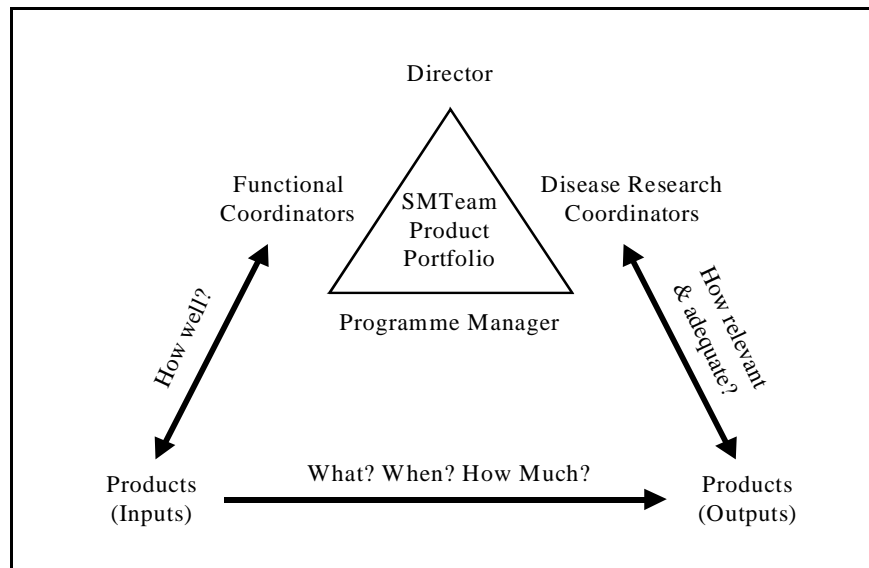 Director
Functional
Coordinators
SMTeam
Product
Portfolio
Disease Research
Coordinators
Programme Manager
How well?
How relevant
& adequate?
What? When? How Much?
Products
(Inputs)
Products
(Outputs)